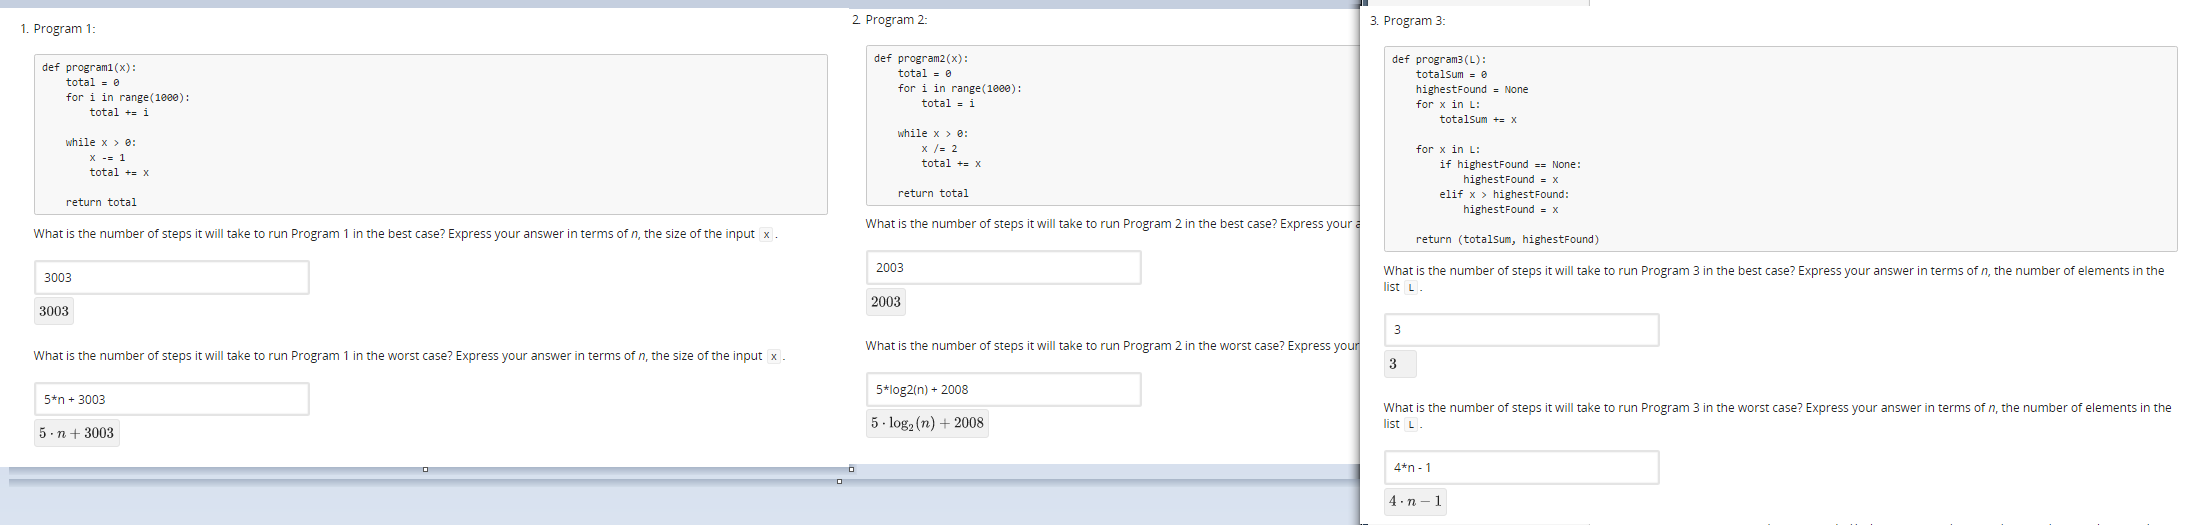 1. Program 1:
def program1(x):
    total = 0
    for i in range(1000):
        total += i
    while x > 0:
        x -= 1
        total += x
    return total
What is the number of steps it will take to run Program 1 in the best case? Express your answer in terms of n, the size of the input x .
3003
3003
What is the number of steps it will take to run Program 1 in the worst case? Express your answer in terms of n, the size of the input x .
5*n + 3003
5 · n + 3003
2. Program 2:
def program2(x):
    total = 0
    for i in range(1000):
        total = i
    while x > 0:
        x /= 2
        total += x
    return total
What is the number of steps it will take to run Program 2 in the best case? Express your
2003
2003
What is the number of steps it will take to run Program 2 in the worst case? Express your
5*log2(n) + 2008
5 · log₂(n) + 2008
3. Program 3:
def program3(L):
    totalSum = 0
    highestFound = None
    for x in L:
        totalSum += x
    for x in L:
        if highestFound == None:
            highestFound = x
        elif x > highestFound:
            highestFound = x
    return (totalSum, highestFound)
What is the number of steps it will take to run Program 3 in the best case? Express your answer in terms of n, the number of elements in the
list L .
3
3
What is the number of steps it will take to run Program 3 in the worst case? Express your answer in terms of n, the number of elements in the
list L .
4*n - 1
4 · n − 1